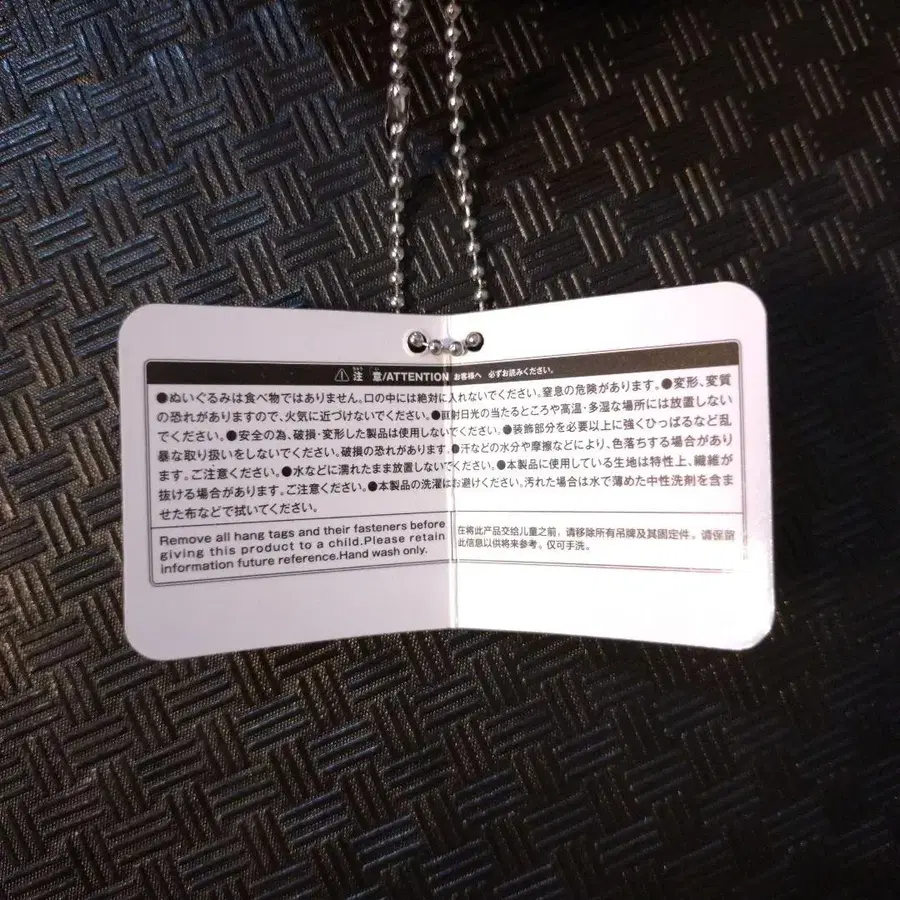 ⚠注意/ATTENTION お客様へ 必ずお読みください。
●ぬいぐるみは食べ物ではありません。口の中には絶対に入れないでください。窒息の危険があります。●変形、変質
の恐れがありますので、火気に近づけないでください。●直射日光の当たるところや高温・多湿な場所には放置しない
でください。●安全の為、破損・変形した製品は使用しないでください。●装飾部分を必要以上に強くひっぱるなど乱
暴な取り扱いをしないでください。破損の恐れがあります。●汗などの水分や摩擦などにより、色落ちする場合があり
ます。ご注意ください。●水などに濡れたまま放置しないでください。●本製品に使用している生地は特性上、繊維が
抜ける場合があります。ご注意ください。●本製品の洗濯はお避けください。汚れた場合は水で薄めた中性洗剤を含ま
せた布などで拭いてください。
Remove all hang tags and their fasteners before
giving this product to a child.Please retain
information future reference.Hand wash only.
在将此产品交给儿童之前，请移除所有吊牌及其固定件。请保留
此信息以供将来参考。仅可手洗。